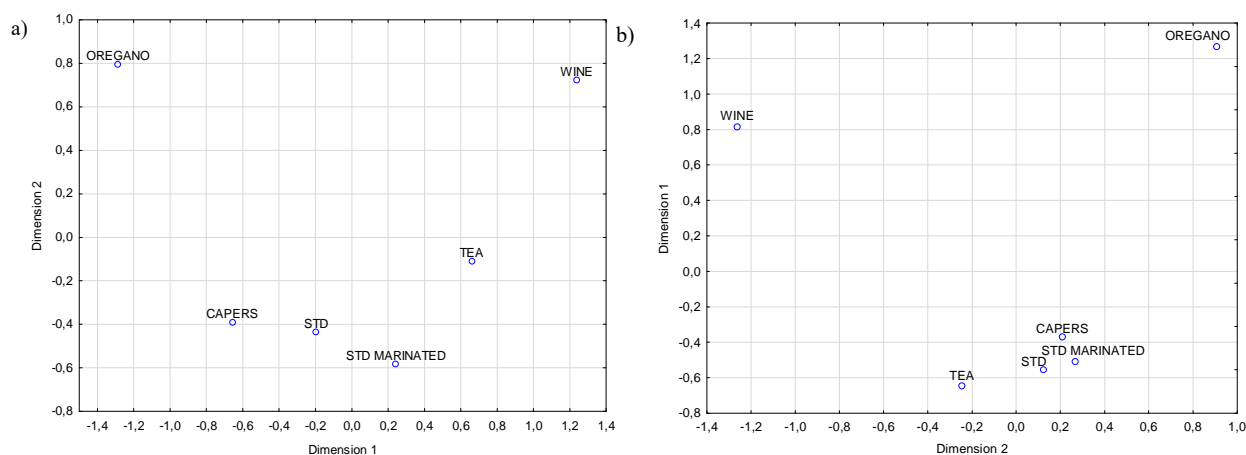 a)
1,0
0,8
0,6
0,4
0,2
0,0
-0,2
-0,4
-0,6
-0,8
Dimension 2
OREGANO
WINE
TEA
CAPERS
STD
STD MARINATED
-1,4 -1,2 -1,0 -0,8 -0,6 -0,4 -0,2 0,0 0,2 0,4 0,6 0,8 1,0 1,2 1,4
Dimension 1
b)
1,4
1,2
1,0
0,8
0,6
0,4
0,2
0,0
-0,2
-0,4
-0,6
-0,8
Dimension 1
OREGANO
WINE
CAPERS
STD MARINATED
STD
TEA
-1,4 -1,2 -1,0 -0,8 -0,6 -0,4 -0,2 0,0 0,2 0,4 0,6 0,8 1,0
Dimension 2